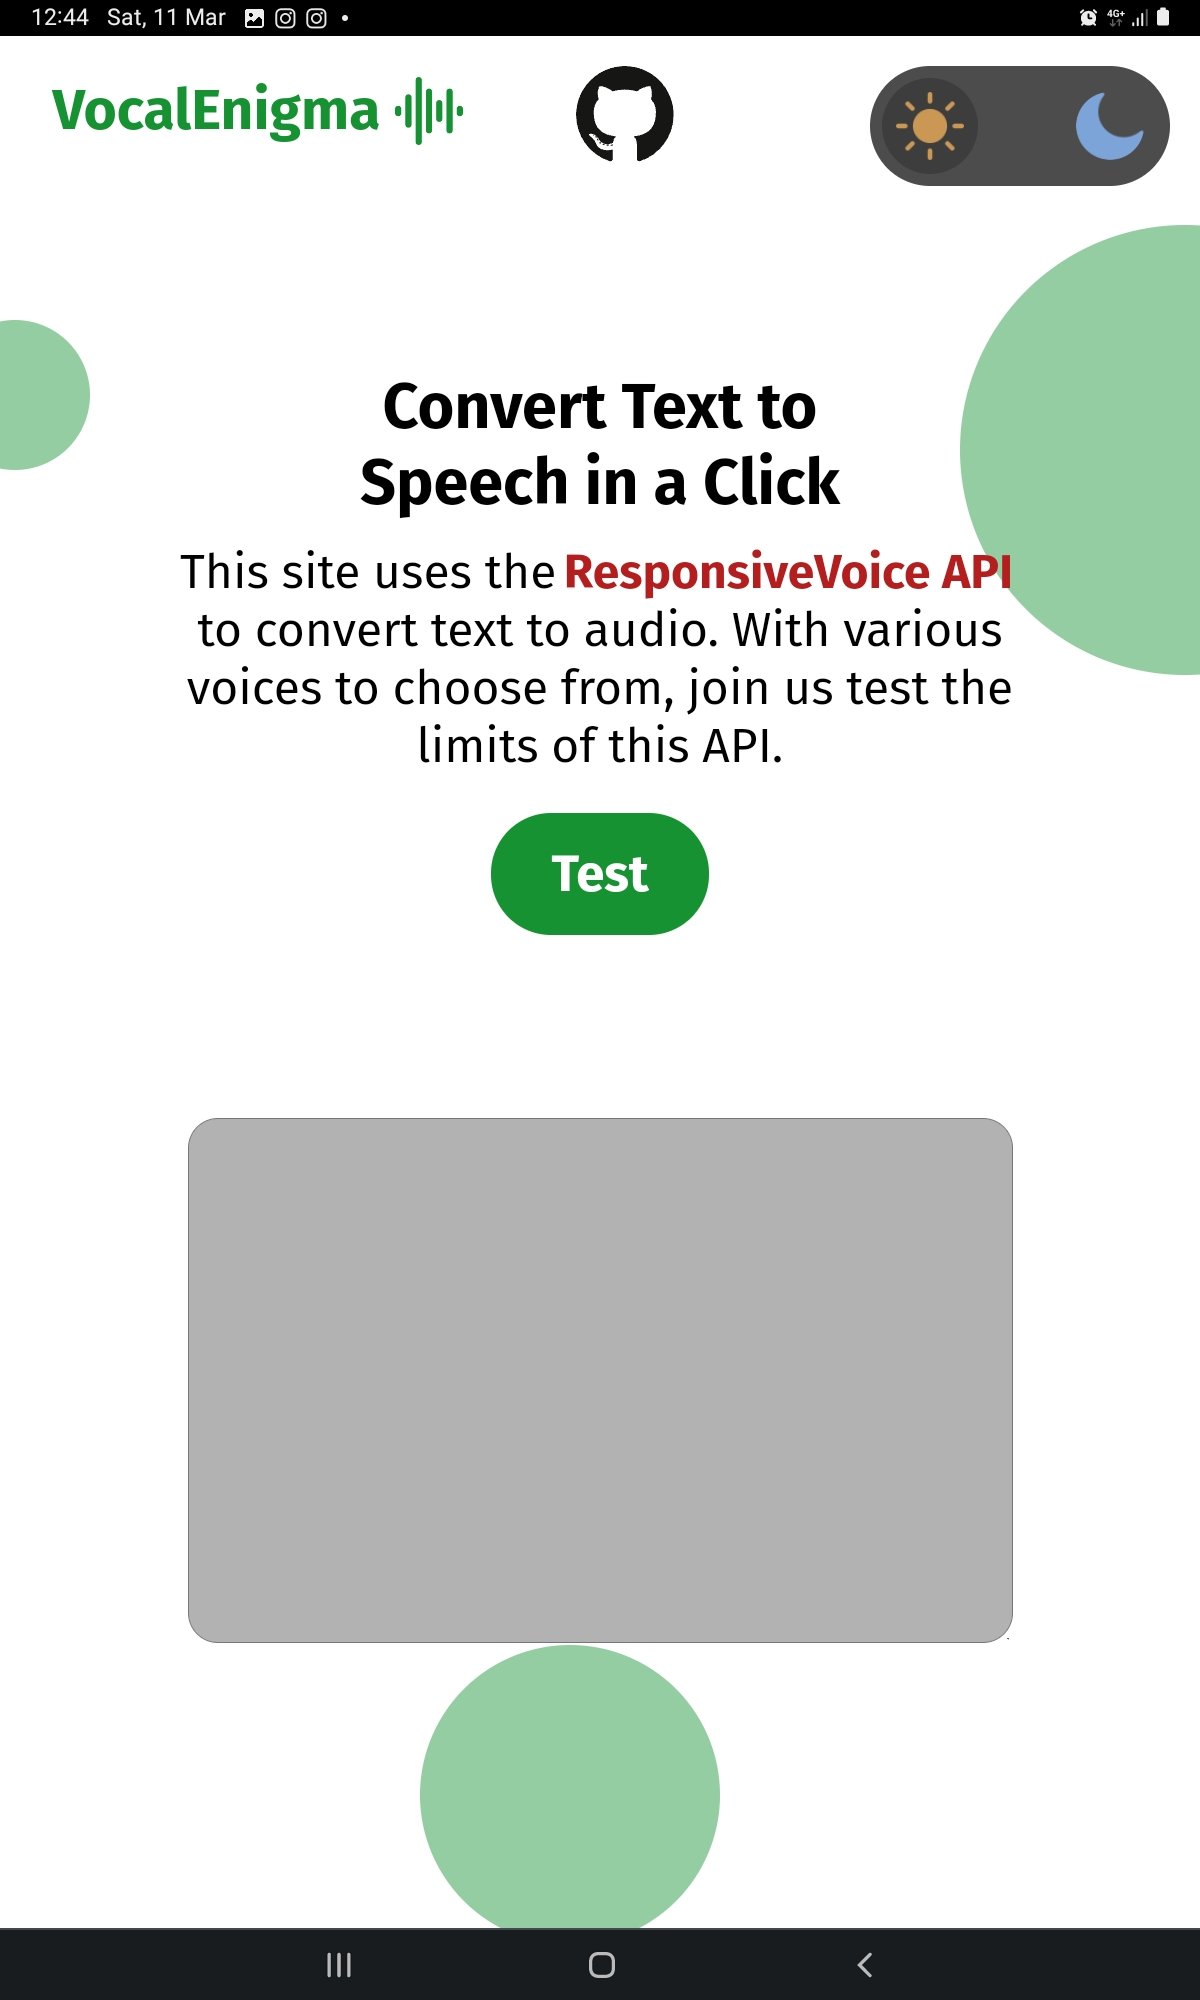 12:44 Sat, 11 Mar
4G+
VocalEnigma
Convert Text to
Speech in a Click
This site uses the ResponsiveVoice API
to convert text to audio. With various
voices to choose from, join us test the
limits of this API.
Test